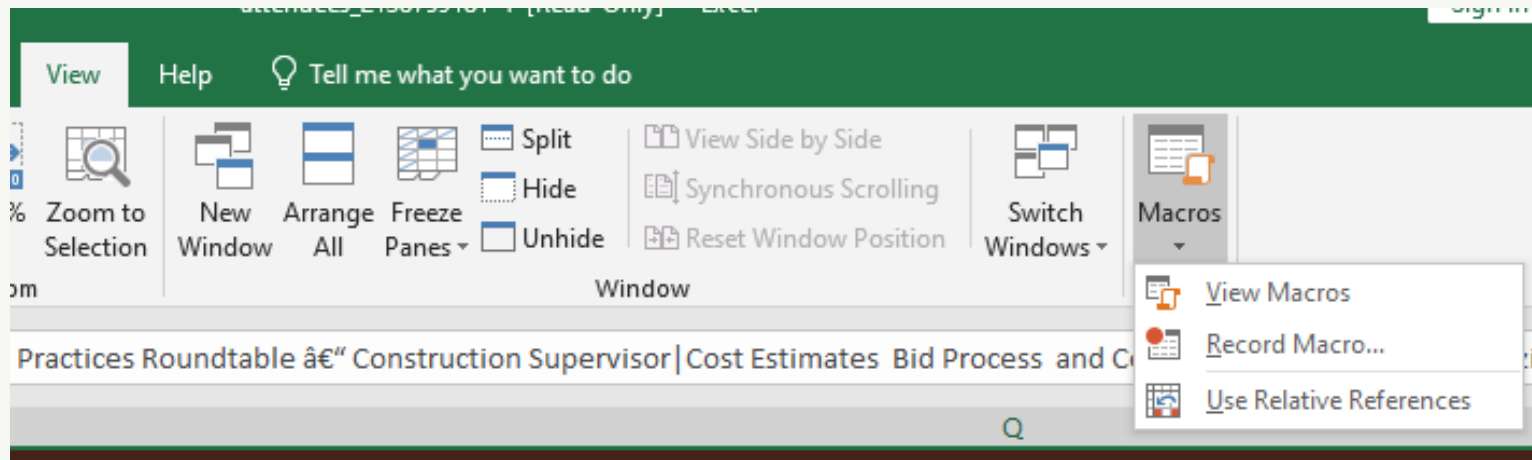 View Help Tell me what you want to do
Split View Side by Side
Hide Synchronous Scrolling
% Zoom to Selection New Window Arrange All Freeze Panes Switch Windows Macros
Unhide Reset Window Position
Window
View Macros
Practices Roundtable â€“ Construction Supervisor|Cost Estimates Bid Process and C
Record Macro...
Use Relative References
Q